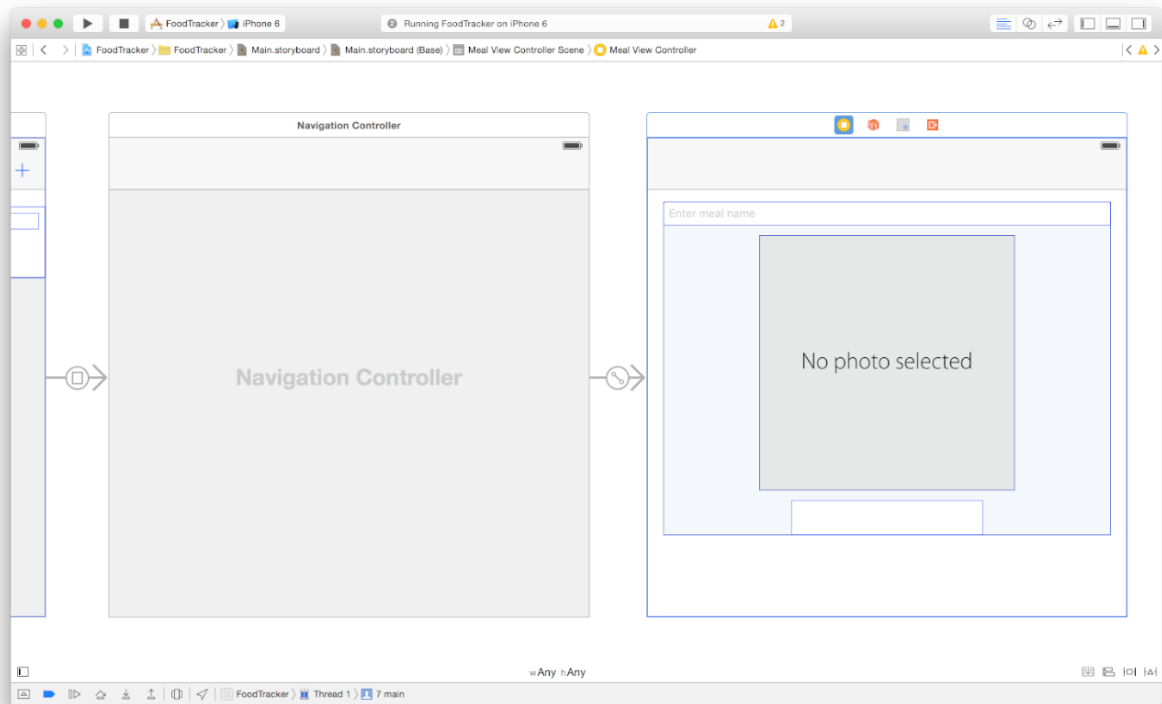 FoodTracker iPhone 6 Running FoodTracker on iPhone 6 2
FoodTracker FoodTracker Main.storyboard Main.storyboard (Base) Meal View Controller Scene Meal View Controller
Navigation Controller
Enter meal name
No photo selected
Navigation Controller
wAny hAny
FoodTracker Thread 1 7 main